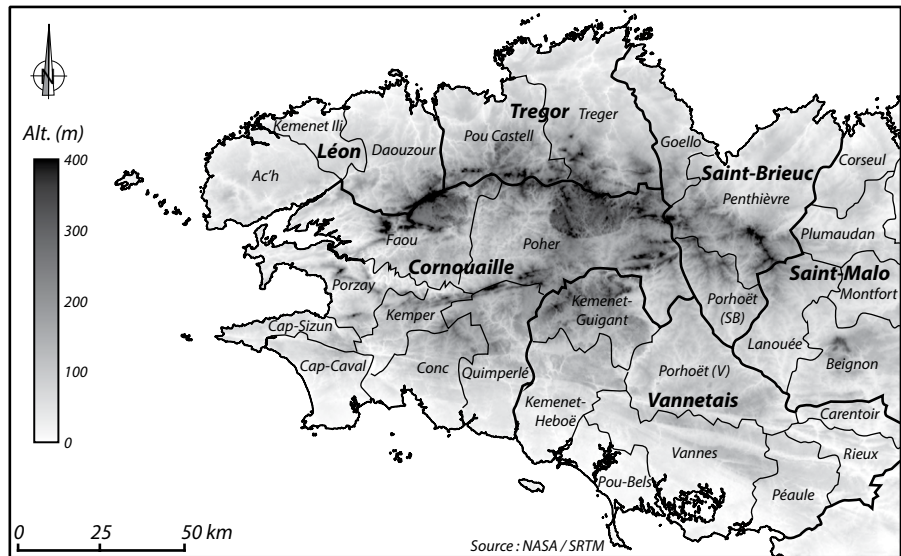 N
Alt. (m)
400
300
200
100
0
0 25 50 km
Source : NASA / SRTM
Kemenet Ili
Léon
Ac'h
Daouzour
Tregor
Treger
Pou Castell
Goello
Saint-Brieuc
Penthièvre
Corseul
Plumaudan
Saint-Malo
Montfort
Faou
Poher
Cornouaille
Porzay
Kemper
Kemenet-
Guigant
Porhoët
(SB)
Lanouée
Beignon
Cap-Sizun
Cap-Caval
Conc
Quimperlé
Porhoët (V)
Vannetais
Kemenet-
Heboë
Carentoir
Rieux
Vannes
Pou-Bels
Péaule